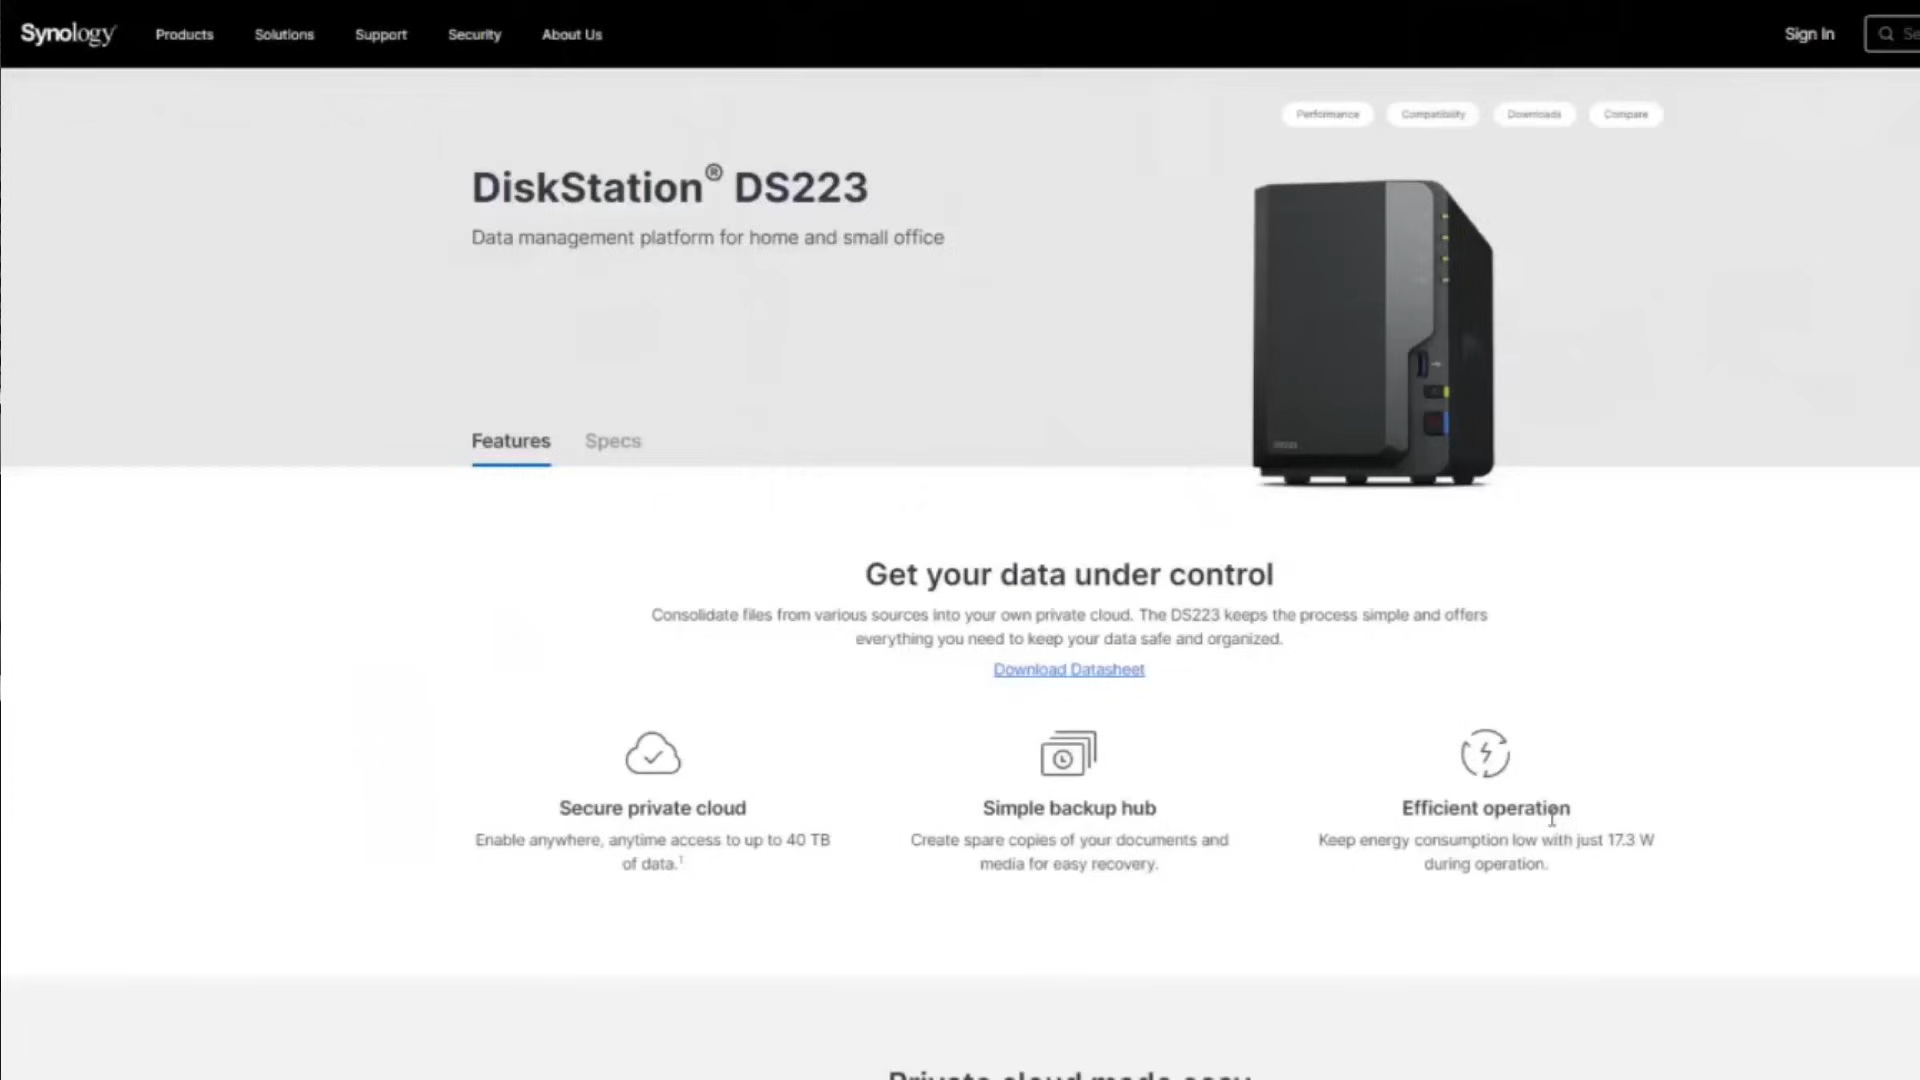 Synology
Products
Solutions
Support
Security
About Us
Sign In
Se
Performance
Compatibility
Downloads
Compare
DiskStation® DS223
Data management platform for home and small office
Features
Specs
Get your data under control
Consolidate files from various sources into your own private cloud. The DS223 keeps the process simple and offers
everything you need to keep your data safe and organized.
Download Datasheet
Secure private cloud
Enable anywhere, anytime access to up to 40 TB
of data.1
Simple backup hub
Create spare copies of your documents and
media for easy recovery.
Efficient operation
Keep energy consumption low with just 17.3 W
during operation.
Private cloud made easy